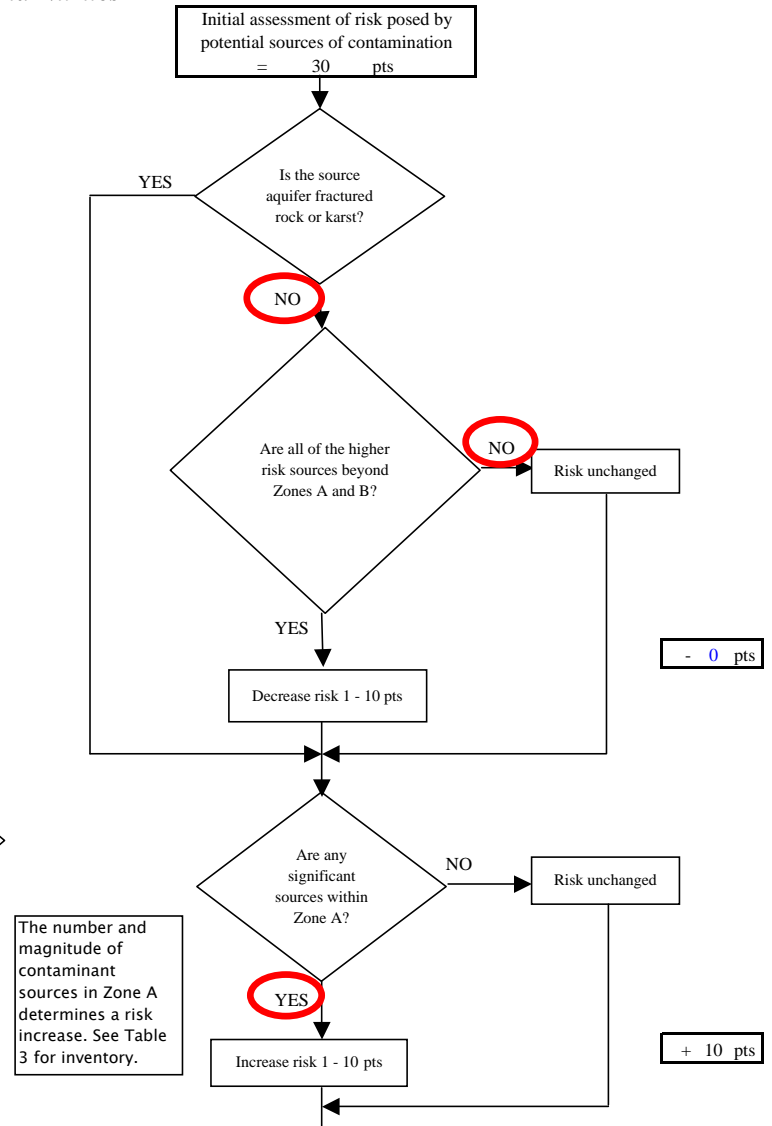 Initial assessment of risk posed by
potential sources of contamination
= 30 pts
YES
Is the source
aquifer fractured
rock or karst?
NO
Are all of the higher
risk sources beyond
Zones A and B?
NO
Risk unchanged
YES
- 0 pts
Decrease risk 1 - 10 pts
Are any
significant
sources within
Zone A?
NO
Risk unchanged
The number and
magnitude of
contaminant
sources in Zone A
determines a risk
increase. See Table
3 for inventory.
YES
Increase risk 1 - 10 pts
+ 10 pts